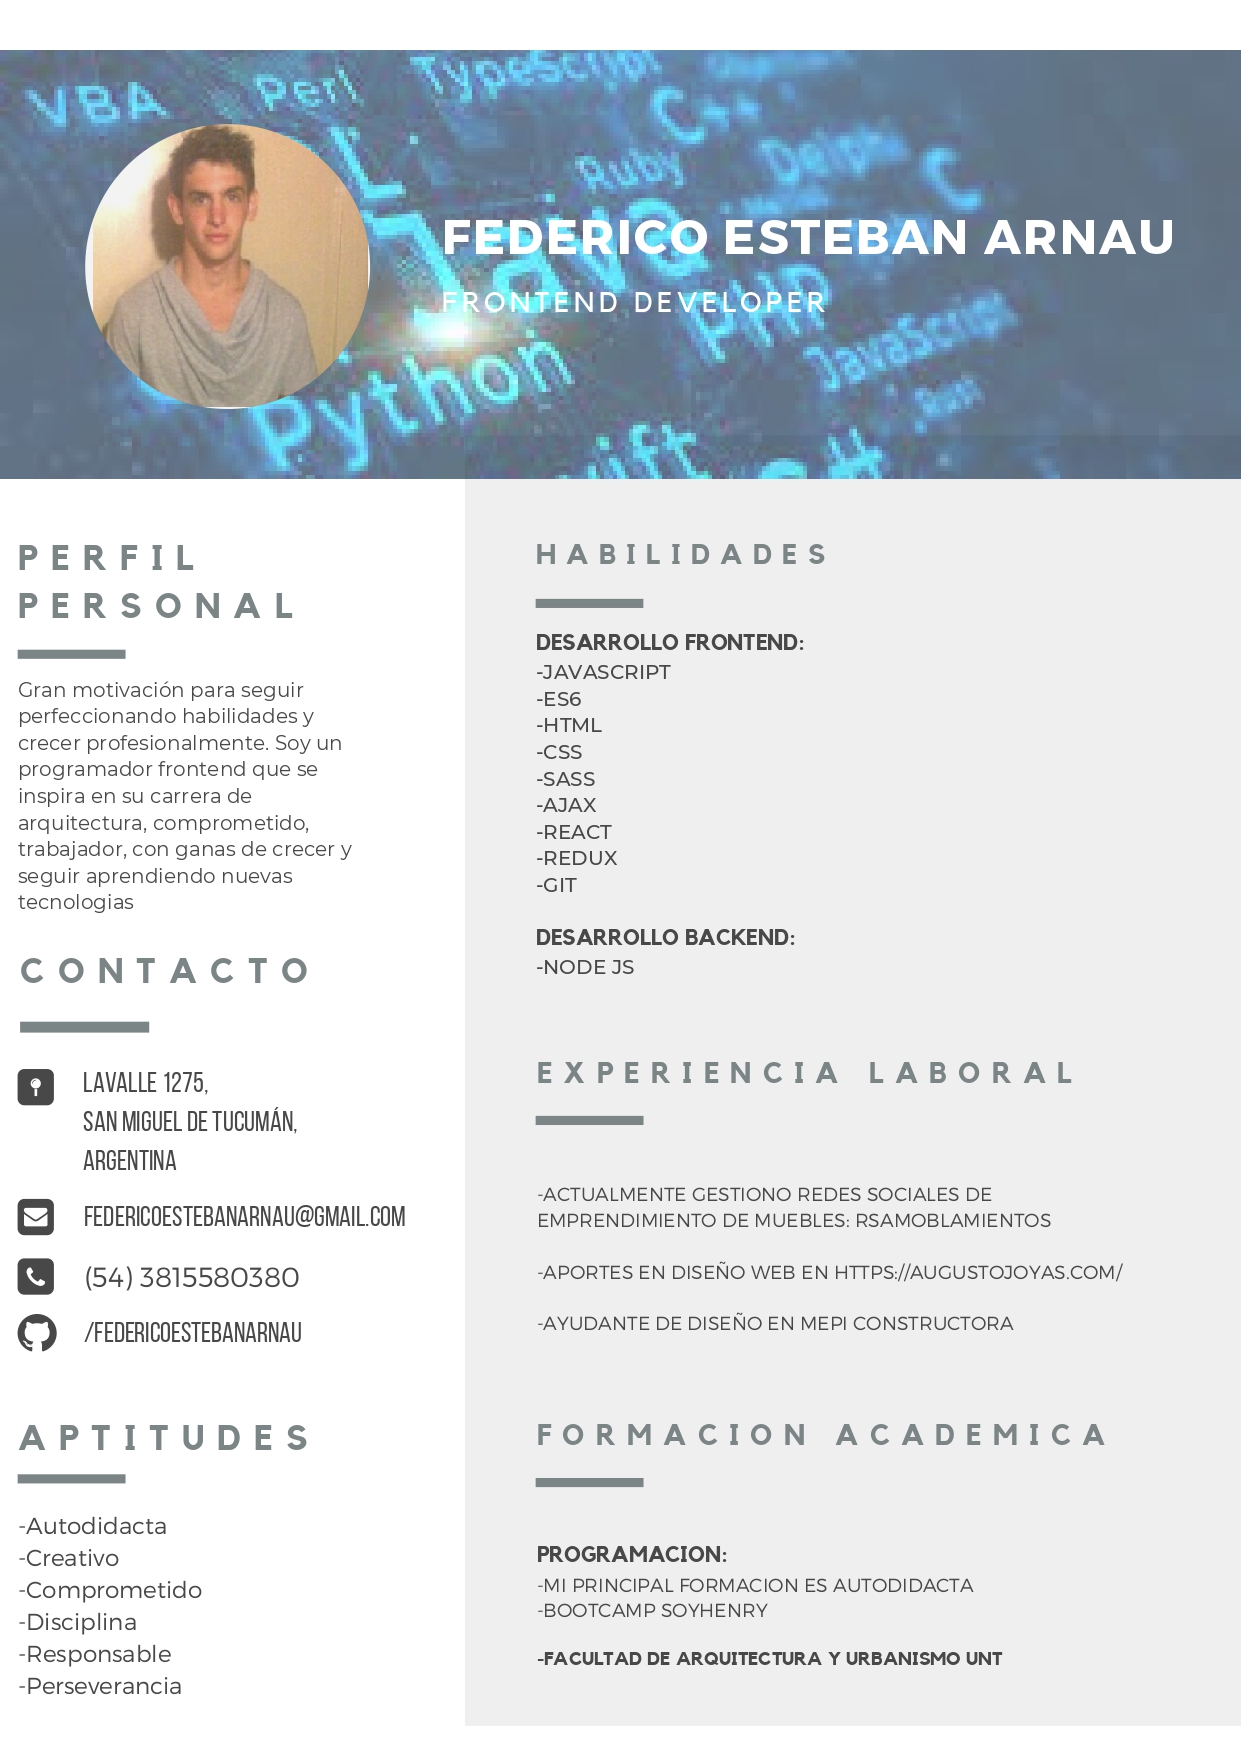 VBA
Perl
TypeScript
C++
Ruby
Delphi
C
Java
FEDERICO ESTEBAN ARNAU
FRONTEND DEVELOPER
PHP
JavaScript
Python
C#
PERFIL
PERSONAL
Gran motivación para seguir
perfeccionando habilidades y
crecer profesionalmente. Soy un
programador frontend que se
inspira en su carrera de
arquitectura, comprometido,
trabajador, con ganas de crecer y
seguir aprendiendo nuevas
tecnologias
CONTACTO
LAVALLE 1275,
SAN MIGUEL DE TUCUMÁN,
ARGENTINA
FEDERICOESTEBANARNAU@GMAIL.COM
(54) 3815580380
/FEDERICOESTEBANARNAU
APTITUDES
-Autodidacta
-Creativo
-Comprometido
-Disciplina
-Responsable
-Perseverancia
HABILIDADES
DESARROLLO FRONTEND:
-JAVASCRIPT
-ES6
-HTML
-CSS
-SASS
-AJAX
-REACT
-REDUX
-GIT
DESARROLLO BACKEND:
-NODE JS
EXPERIENCIA LABORAL
-ACTUALMENTE GESTIONO REDES SOCIALES DE
EMPRENDIMIENTO DE MUEBLES: RSAMOBLAMIENTOS
-APORTES EN DISEÑO WEB EN HTTPS://AUGUSTOJOYAS.COM/
-AYUDANTE DE DISEÑO EN MEPI CONSTRUCTORA
FORMACION ACADEMICA
PROGRAMACION:
-MI PRINCIPAL FORMACION ES AUTODIDACTA
-BOOTCAMP SOYHENRY
-FACULTAD DE ARQUITECTURA Y URBANISMO UNT